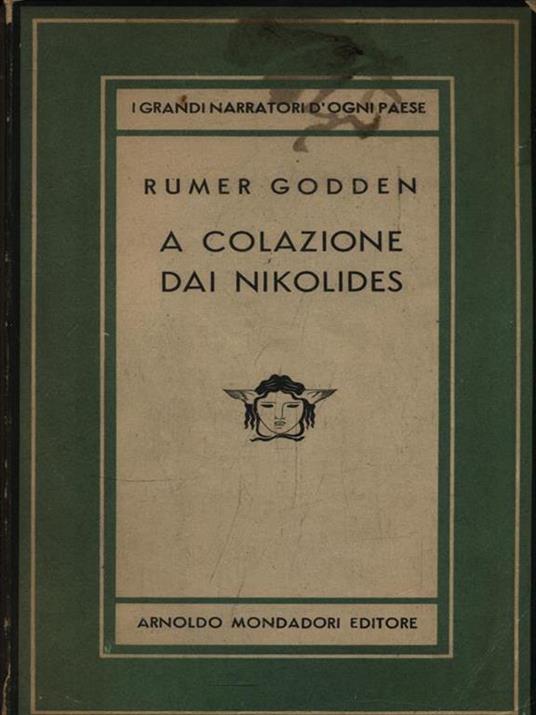 I GRANDI NARRATORI D'OGNI PAESE
RUMER GODDEN
A COLAZIONE
DAI NIKOLIDES
ARNOLDO MONDADORI EDITORE